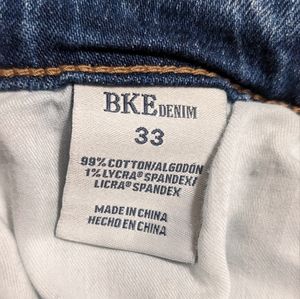 BKE DENIM
33
99% COTTON/ALGODÓN
1% LYCRA® SPANDEX/
LICRA® SPANDEX
MADE IN CHINA
HECHO EN CHINA